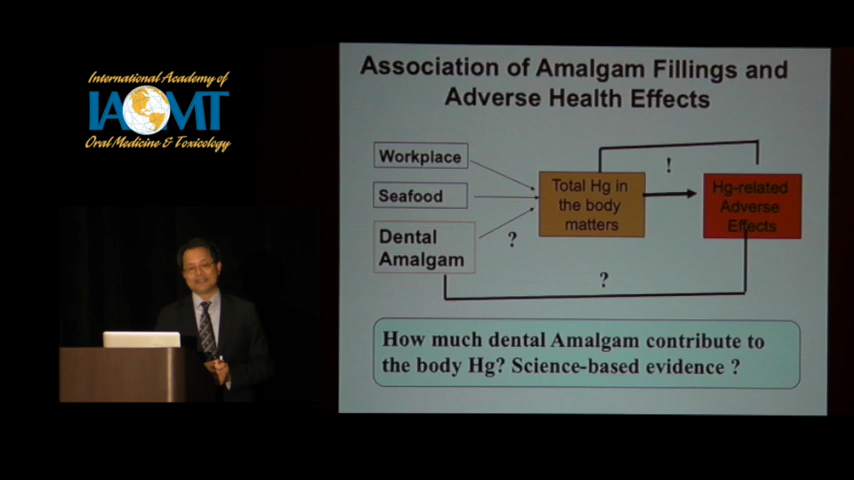 International Academy of
IAOMT
Oral Medicine & Toxicology
Association of Amalgam Fillings and
Adverse Health Effects
Workplace
Seafood
Dental
Amalgam
?
Total Hg in
the body
matters
!
Hg-related
Adverse
Effects
?
How much dental Amalgam contribute to
the body Hg? Science-based evidence ?